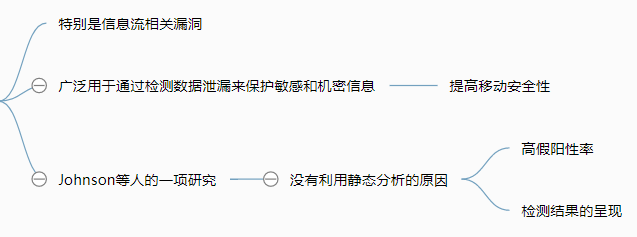 特别是信息流相关漏洞
广泛用于通过检测数据泄漏来保护敏感和机密信息
提高移动安全性
Johnson等人的一项研究
没有利用静态分析的原因
高假阳性率
检测结果的呈现